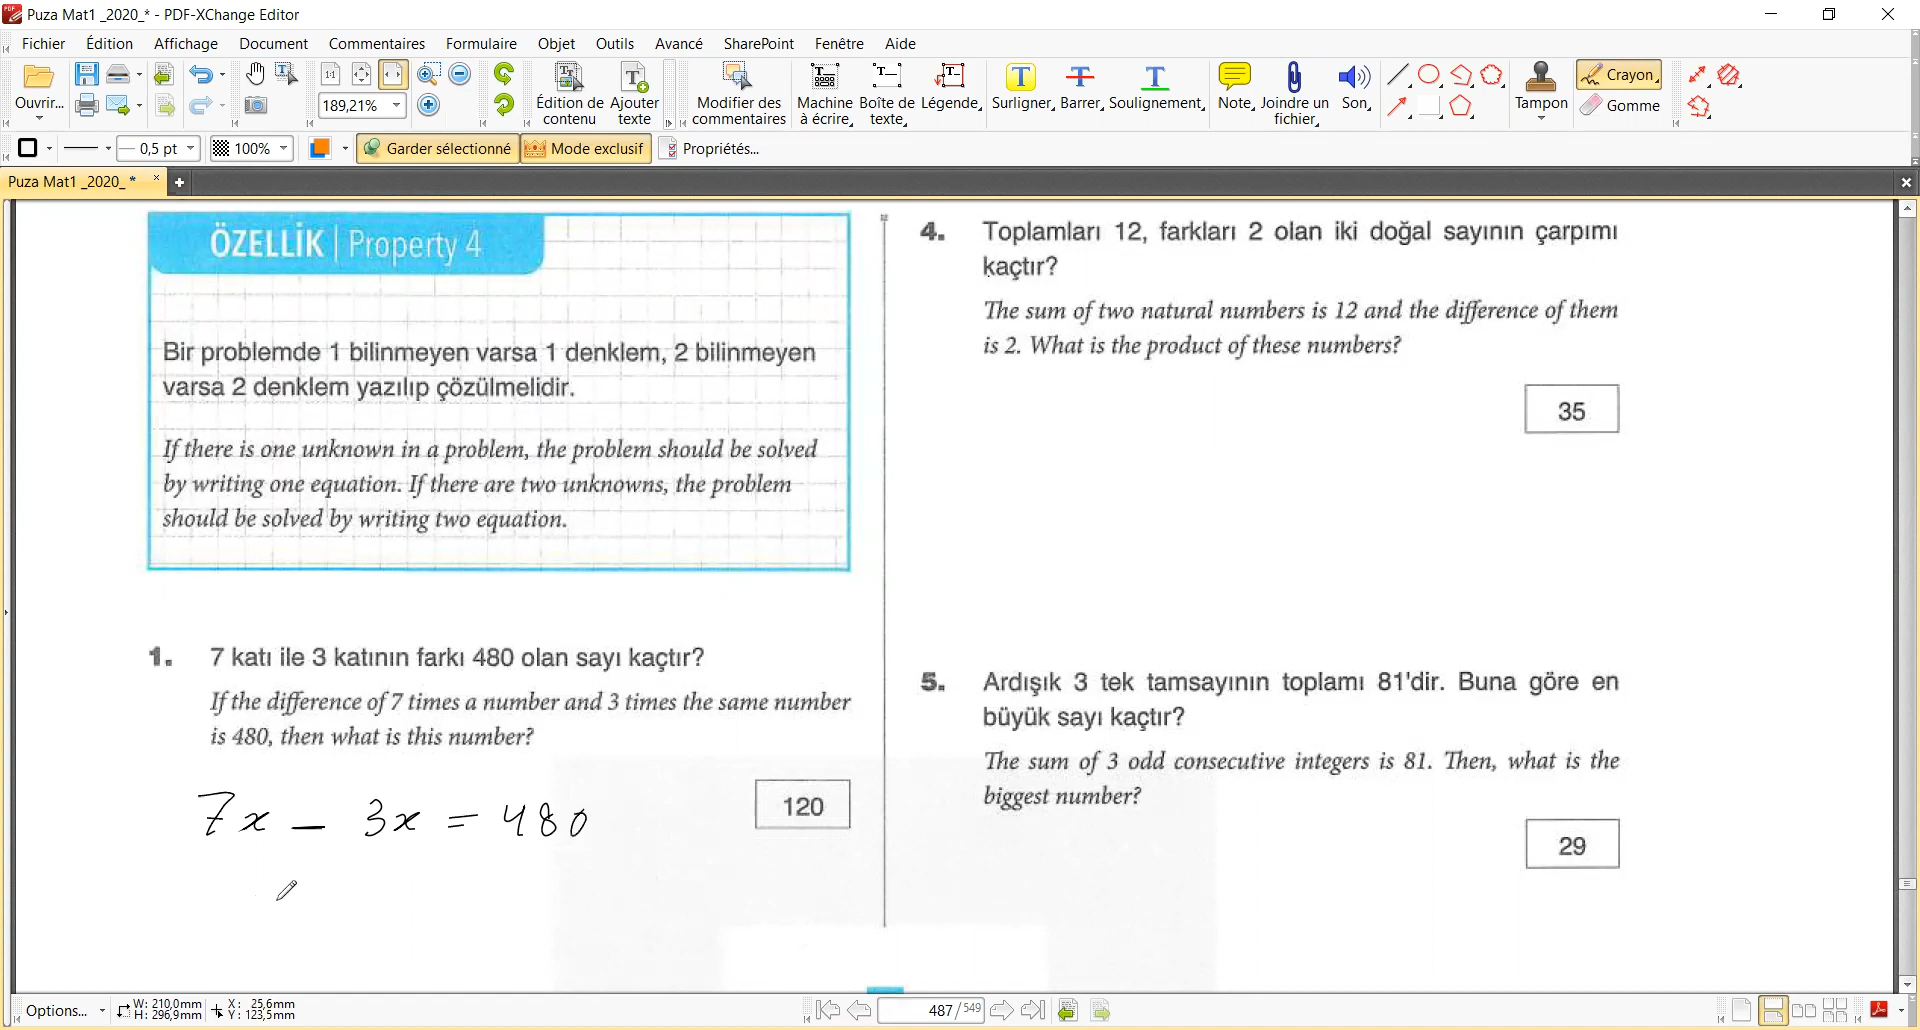 Puza Mat1 _2020_* - PDF-XChange Editor
Fichier Édition Affichage Document Commentaires Formulaire Objet Outils Avancé SharePoint Fenêtre Aide
Ouvrir...
189,21%
Édition de contenu
Ajouter texte
Modifier des commentaires
Machine à écrire
Boîte de texte
Légende
Surligner
Barrer
Soulignement
Note
Joindre un fichier
Son
Tampon
Crayon
Gomme
0,5 pt 100% Garder sélectionné Mode exclusif Propriétés...
Puza Mat1 _2020_ *
ÖZELLİK | Property 4
Bir problemde 1 bilinmeyen varsa 1 denklem, 2 bilinmeyen
varsa 2 denklem yazılıp çözülmelidir.
If there is one unknown in a problem, the problem should be solved
by writing one equation. If there are two unknowns, the problem
should be solved by writing two equation.
1. 7 katı ile 3 katının farkı 480 olan sayı kaçtır?
If the difference of 7 times a number and 3 times the same number
is 480, then what is this number?
120
7x - 3x = 480
4. Toplamları 12, farkları 2 olan iki doğal sayının çarpımı
kaçtır?
The sum of two natural numbers is 12 and the difference of them
is 2. What is the product of these numbers?
35
5. Ardışık 3 tek tamsayının toplamı 81'dir. Buna göre en
büyük sayı kaçtır?
The sum of 3 odd consecutive integers is 81. Then, what is the
biggest number?
29
Options...
W: 210,0mm
H: 296,9mm
X: 25,6mm
Y: 123,5mm
487/549